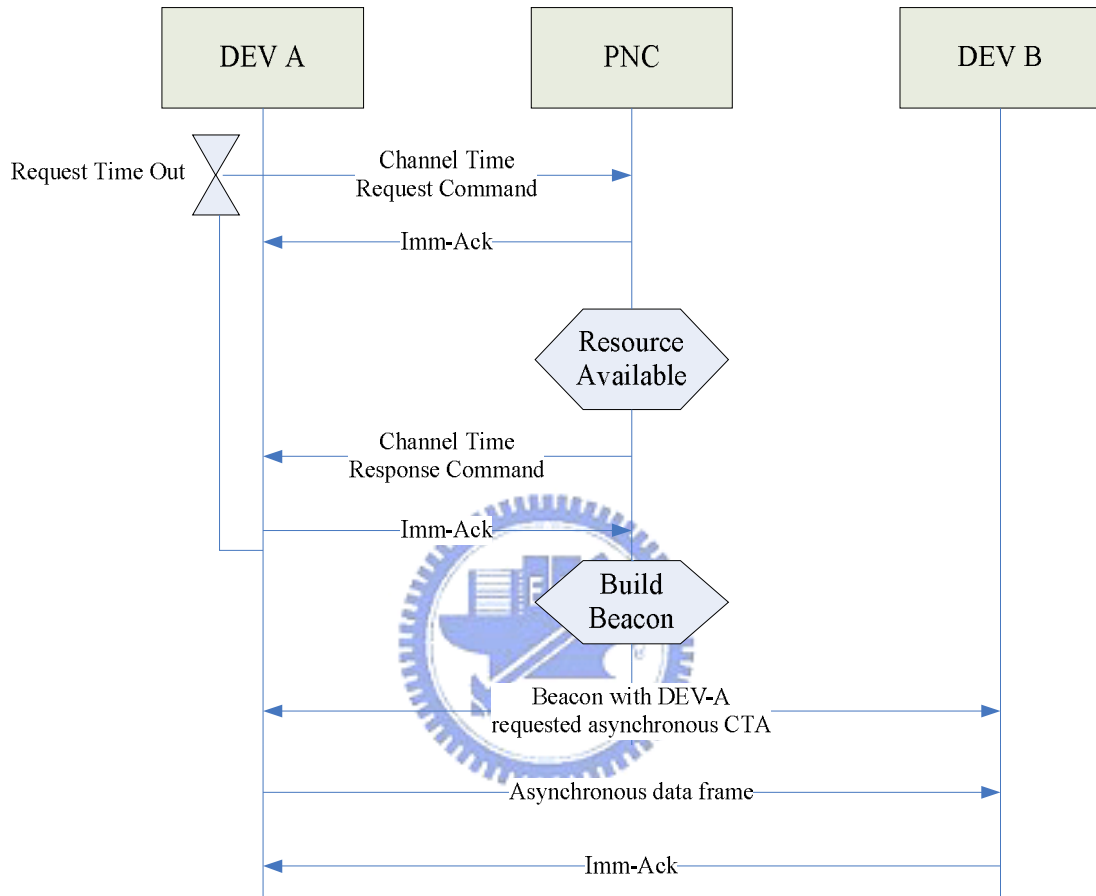 DEV A
PNC
DEV B
Request Time Out
Channel Time
Request Command
Imm-Ack
Resource
Available
Channel Time
Response Command
Imm-Ack
Build
Beacon
Beacon with DEV-A
requested asynchronous CTA
Asynchronous data frame
Imm-Ack